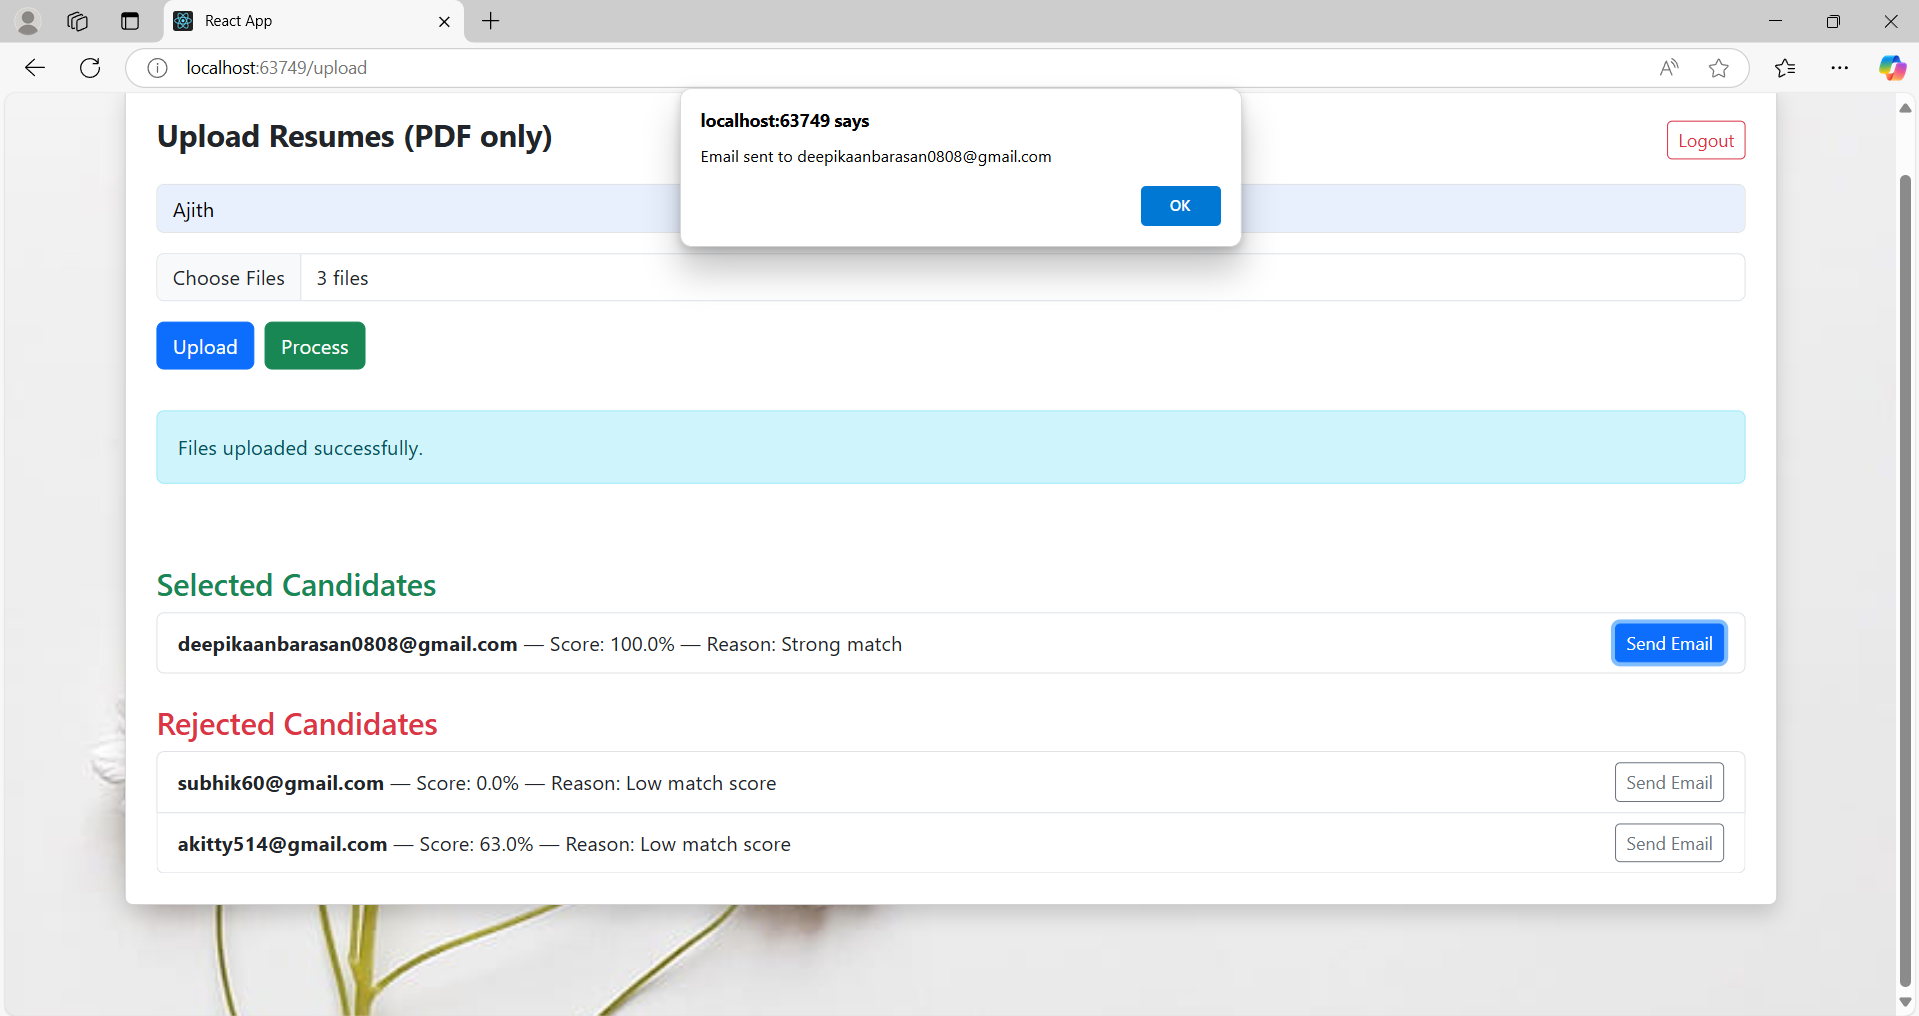 React App
localhost:63749/upload
localhost:63749 says
Email sent to deepikaanbarasan0808@gmail.com
OK
Upload Resumes (PDF only)
Logout
Ajith
Choose Files 3 files
Upload Process
Files uploaded successfully.
Selected Candidates
deepikaanbarasan0808@gmail.com — Score: 100.0% — Reason: Strong match Send Email
Rejected Candidates
subhik60@gmail.com — Score: 0.0% — Reason: Low match score Send Email
akitty514@gmail.com — Score: 63.0% — Reason: Low match score Send Email